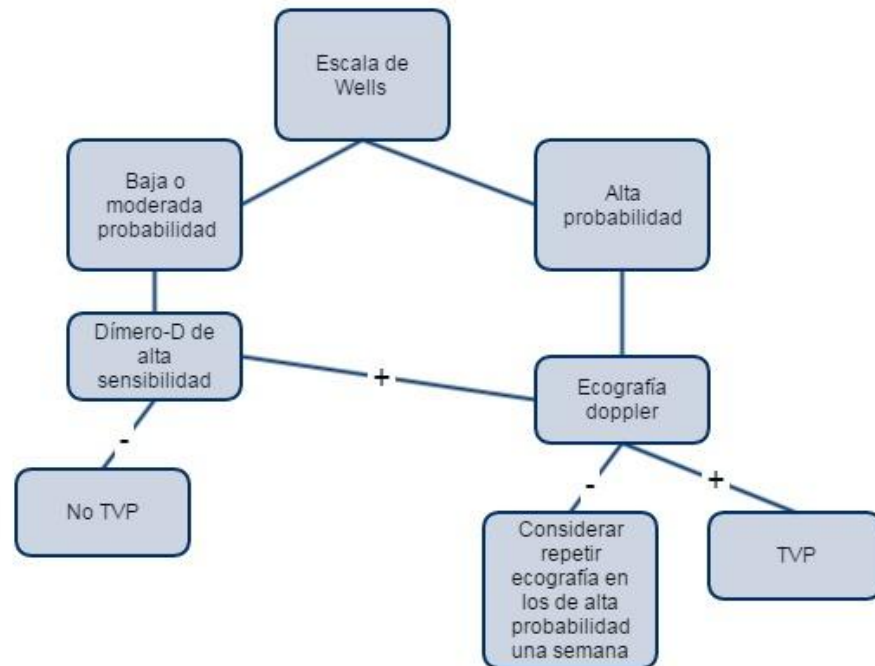 Escala de
Wells
Baja o
moderada
probabilidad
Alta
probabilidad
Dímero-D de
alta
sensibilidad
+
Ecografía
doppler
-
No TVP
-
+
Considerar
repetir
ecografía en
los de alta
probabilidad
una semana
TVP